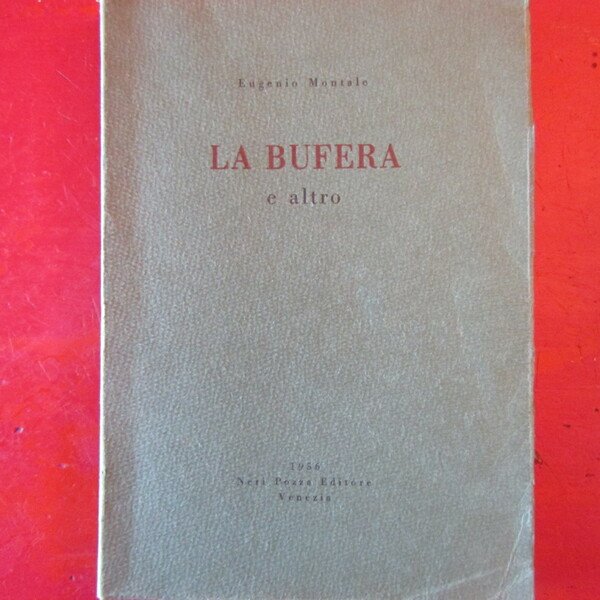 Eugenio Montale
LA BUFERA
e altro
1956
Neri Pozza Editore
Venezia